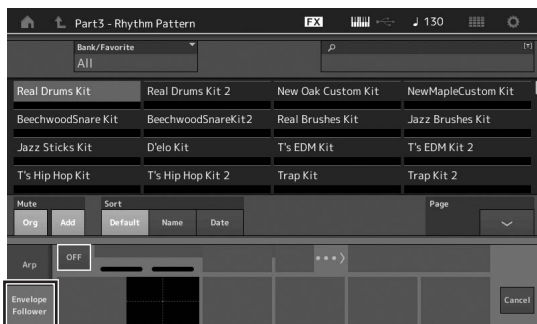 Part3 - Rhythm Pattern FX ♩ 130
Bank/Favorite
All
Real Drums Kit Real Drums Kit 2 New Oak Custom Kit NewMapleCustom Kit
BeechwoodSnare Kit BeechwoodSnareKit2 Real Brushes Kit Jazz Brushes Kit
Jazz Sticks Kit D'elo Kit T's EDM Kit T's EDM Kit 2
T's Hip Hop Kit T's Hip Hop Kit 2 Trap Kit Trap Kit 2
Mute Sort Page
Org Add Default Name Date
Arp OFF
Envelope Follower Cancel